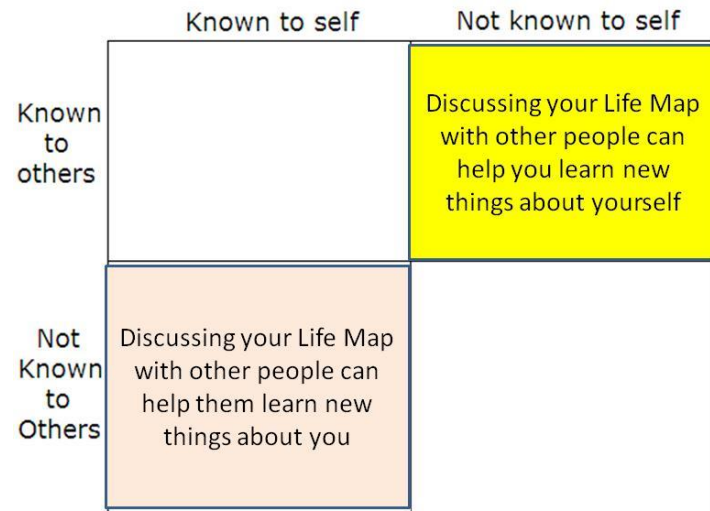 Known to self
Not known to self
Known
to
others
Discussing your Life Map
with other people can
help you learn new
things about yourself
Not
Known
to
Others
Discussing your Life Map
with other people can
help them learn new
things about you